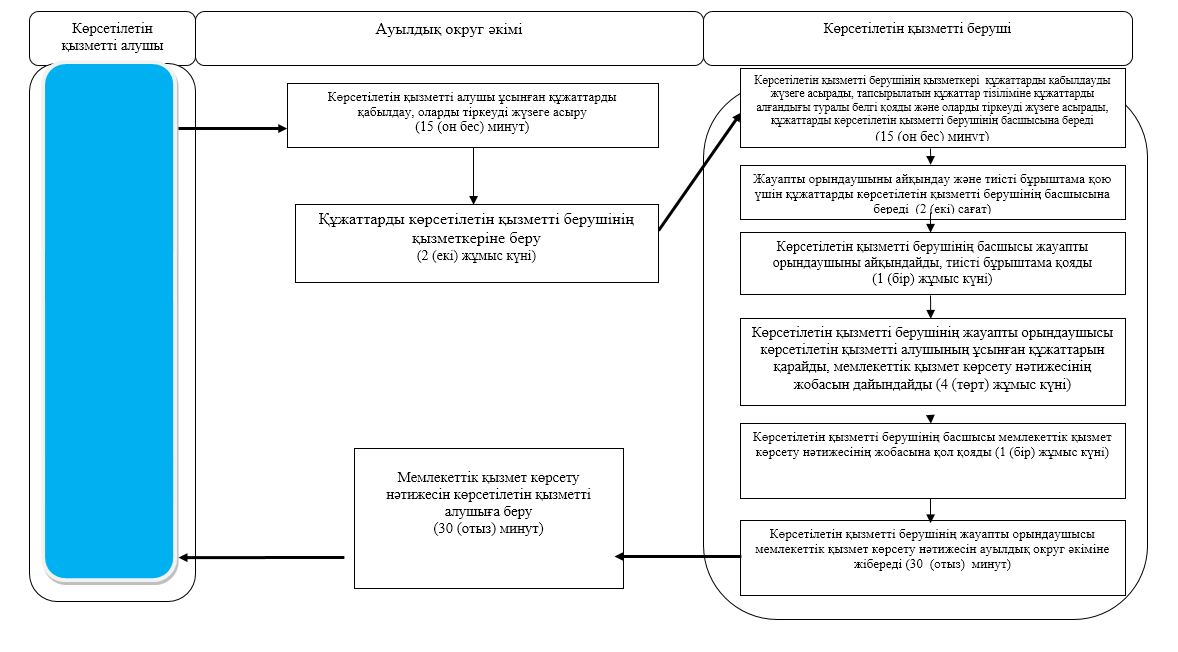 Көрсетілетін
қызметті алушы
Ауылдық округ әкімі
Көрсетілетін қызметті беруші
Көрсетілетін қызметті алушы ұсынған құжаттарды
қабылдау, оларды тіркеуді жүзеге асыру
(15 (он бес) минут)
Құжаттарды көрсетілетін қызметті берушінің
қызметкеріне беру
(2 (екі) жұмыс күні)
Көрсетілетін қызметті берушінің қызметкері құжаттарды қабылдауды
жүзеге асырады, тапсырылатын құжаттар тізіліміне құжаттарды
алғандығы туралы белгі қояды және оларды тіркеуді жүзеге асырады,
құжаттарды көрсетілетін қызметті берушінің басшысына береді
(15 (он бес) минут)
Жауапты орындаушыны айқындау және тиісті бұрыштама қою
үшін құжаттарды көрсетілетін қызметті берушінің басшысына
береді (2 (екі) сағат)
Көрсетілетін қызметті берушінің басшысы жауапты
орындаушыны айқындайды, тиісті бұрыштама қояды
(1 (бір) жұмыс күні)
Көрсетілетін қызметті берушінің жауапты орындаушысы
көрсетілетін қызметті алушының ұсынған құжаттарын
қарайды, мемлекеттік қызмет көрсету нәтижесінің
жобасын дайындайды (4 (төрт) жұмыс күні)
Көрсетілетін қызметті берушінің басшысы мемлекеттік қызмет
көрсету нәтижесінің жобасына қол қояды (1 (бір) жұмыс күні)
Көрсетілетін қызметті берушінің жауапты орындаушысы
мемлекеттік қызмет көрсету нәтижесін ауылдық округ әкіміне
жібереді (30 (отыз) минут)
Мемлекеттік қызмет көрсету
нәтижесін көрсетілетін қызметті
алушыға беру
(30 (отыз) минут)